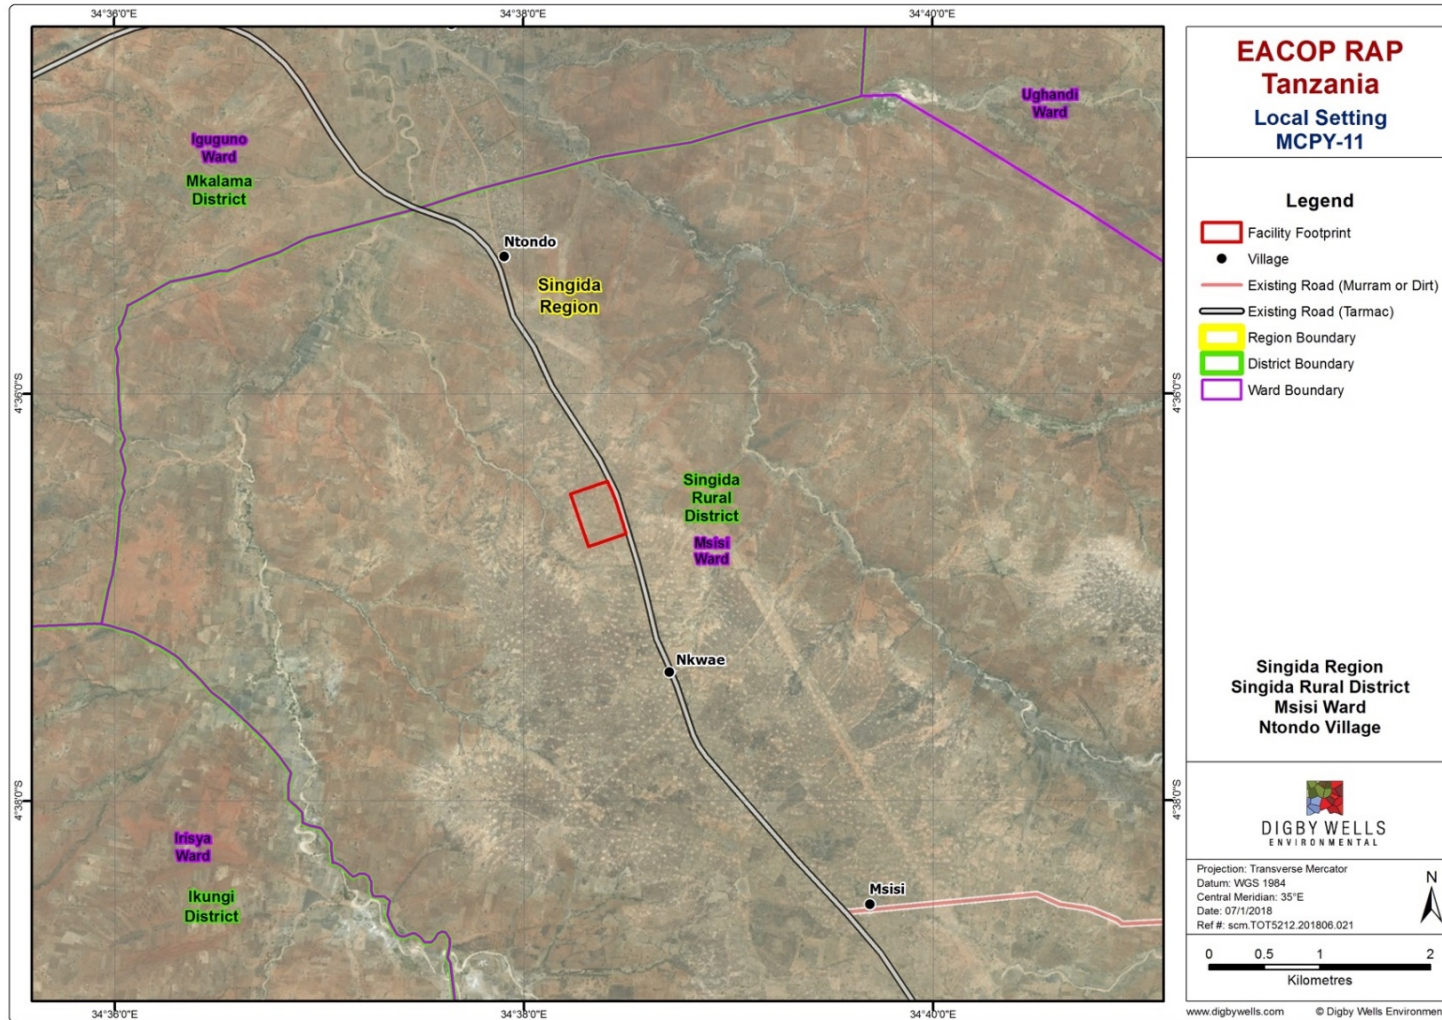 34°36'0"E
34°38'0"E
34°40'0"E
Iguguno
Ward
Mkalama
District
Ughandi
Ward
Ntondo
Singida
Region
4°36'0"S
4°36'0"S
Singida
Rural
District
Msisi
Ward
Nkwae
4°38'0"S
4°38'0"S
Irisya
Ward
Ikungi
District
Msisi
34°36'0"E
34°38'0"E
34°40'0"E
EACOP RAP
Tanzania
Local Setting
MCPY-11
Legend
Facility Footprint
Village
Existing Road (Murram or Dirt)
Existing Road (Tarmac)
Region Boundary
District Boundary
Ward Boundary
Singida Region
Singida Rural District
Msisi Ward
Ntondo Village
DIGBY WELLS
ENVIRONMENTAL
Projection: Transverse Mercator
Datum: WGS 1984
Central Meridian: 35°E
Date: 07/1/2018
Ref #: scm.TOT5212.201806.021
N
0 0.5 1 2
Kilometres
www.digbywells.com © Digby Wells Environmen